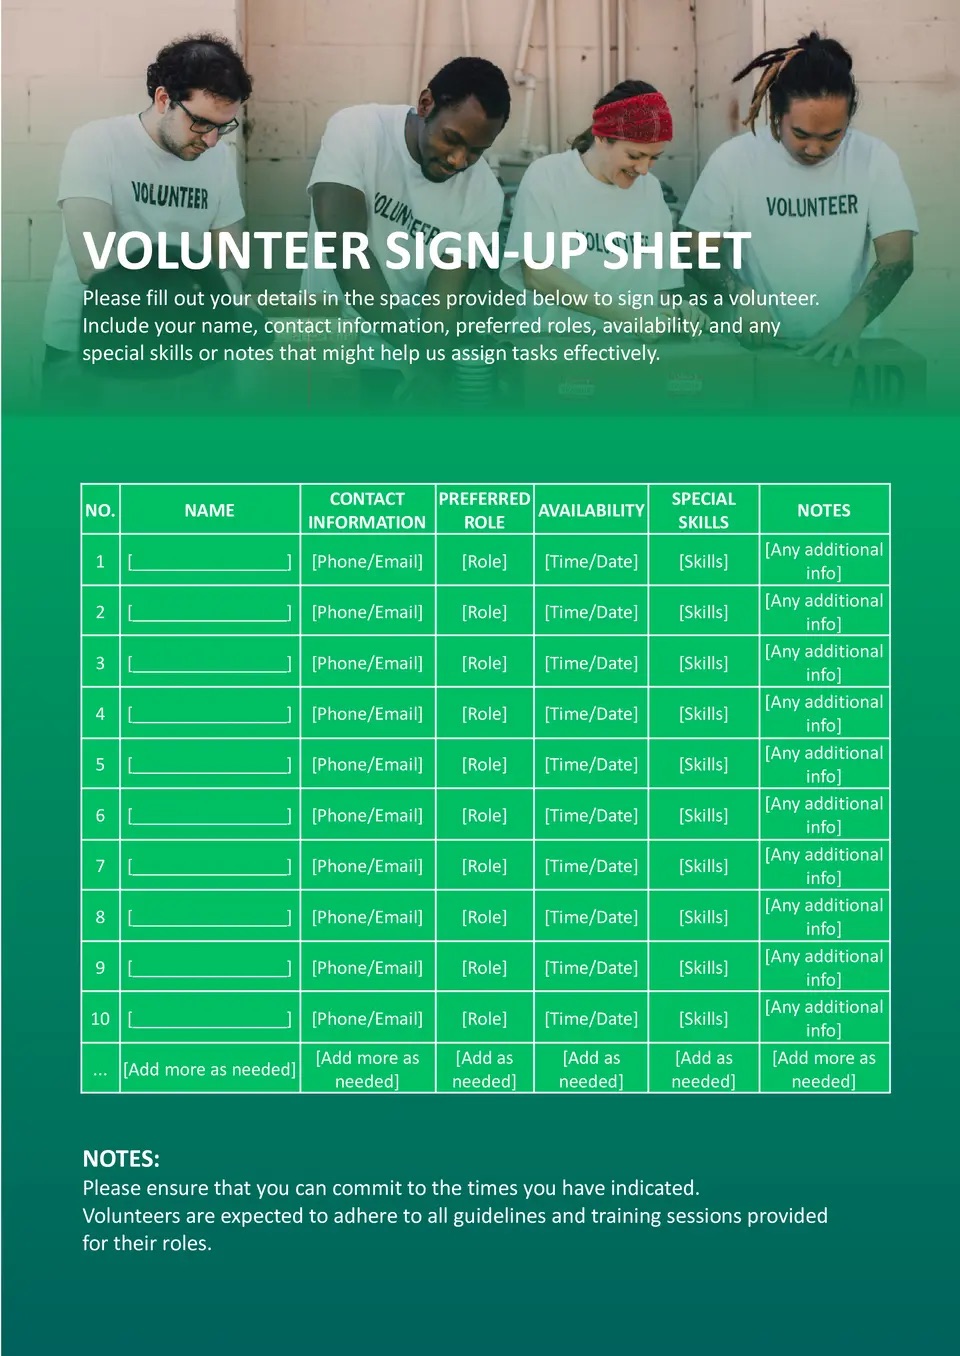 VOLUNTEER
VOLUNTEER
VOLUNTEER
VOLUNTEER SIGN-UP SHEET
Please fill out your details in the spaces provided below to sign up as a volunteer.
Include your name, contact information, preferred roles, availability, and any
special skills or notes that might help us assign tasks effectively.
AID
NO. NAME CONTACT INFORMATION PREFERRED ROLE AVAILABILITY SPECIAL SKILLS NOTES
1 [________________] [Phone/Email] [Role] [Time/Date] [Skills] [Any additional info]
2 [________________] [Phone/Email] [Role] [Time/Date] [Skills] [Any additional info]
3 [________________] [Phone/Email] [Role] [Time/Date] [Skills] [Any additional info]
4 [________________] [Phone/Email] [Role] [Time/Date] [Skills] [Any additional info]
5 [________________] [Phone/Email] [Role] [Time/Date] [Skills] [Any additional info]
6 [________________] [Phone/Email] [Role] [Time/Date] [Skills] [Any additional info]
7 [________________] [Phone/Email] [Role] [Time/Date] [Skills] [Any additional info]
8 [________________] [Phone/Email] [Role] [Time/Date] [Skills] [Any additional info]
9 [________________] [Phone/Email] [Role] [Time/Date] [Skills] [Any additional info]
10 [________________] [Phone/Email] [Role] [Time/Date] [Skills] [Any additional info]
... [Add more as needed] [Add more as needed] [Add as needed] [Add as needed] [Add as needed] [Add more as needed]
NOTES:
Please ensure that you can commit to the times you have indicated.
Volunteers are expected to adhere to all guidelines and training sessions provided
for their roles.